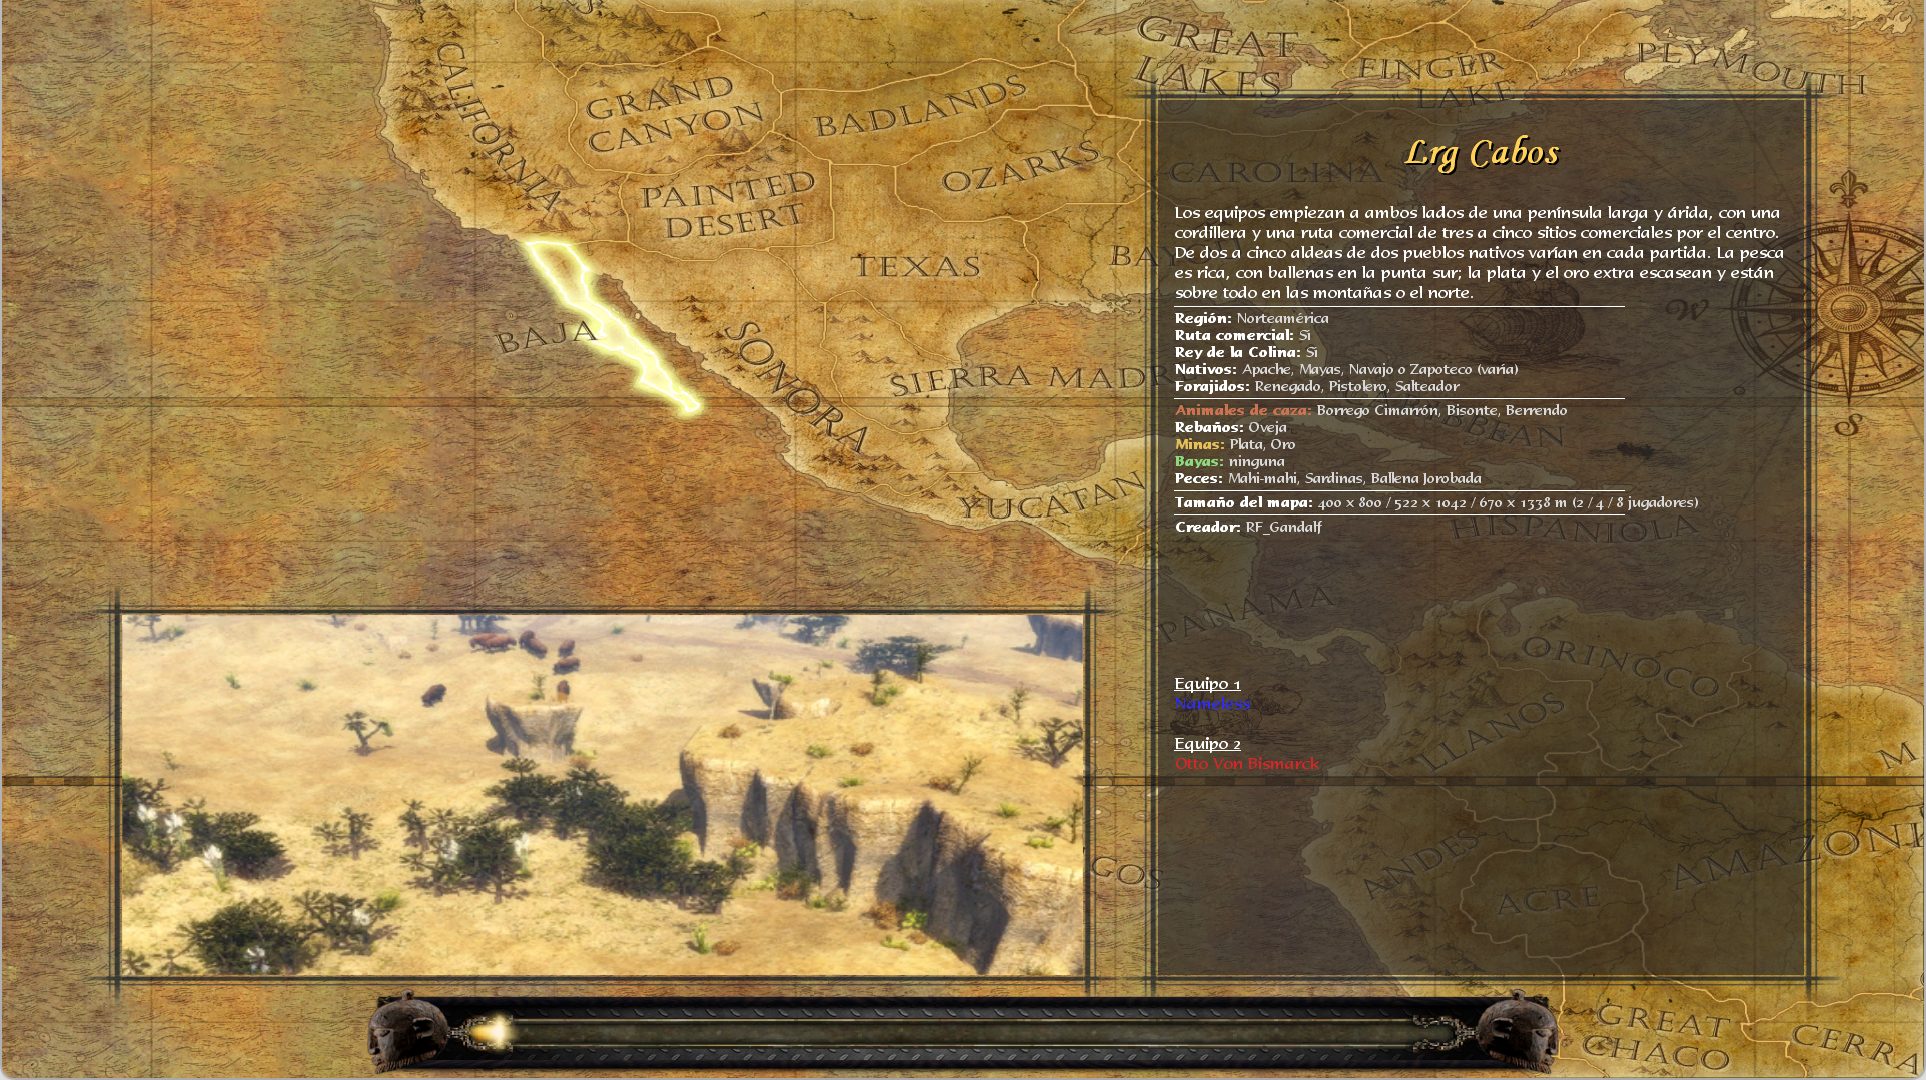 GREAT
LAKES
FINGER
LAKE
PLYMOUTH
CALIFORNIA
GRAND
CANYON
BADLANDS
OZARKS
CAROLINA
PAINTED
DESERT
TEXAS
BAJA
SONORA
SIERRA MADR
YUCATAN
Lrg Cabos
Los equipos empiezan a ambos lados de una península larga y árida, con una
cordillera y una ruta comercial de tres a cinco sitios comerciales por el centro.
De dos a cinco aldeas de dos pueblos nativos varían en cada partida. La pesca
es rica, con ballenas en la punta sur; la plata y el oro extra escasean y están
sobre todo en las montañas o el norte.
Región: Norteamérica
Ruta comercial: Sí
Rey de la Colina: Sí
Nativos: Apache, Mayas, Navajo o Zapoteco (varía)
Forajidos: Renegado, Pistolero, Salteador
Animales de caza: Borrego Cimarrón, Bisonte, Berrendo
Rebaños: Oveja
Minas: Plata, Oro
Bayas: ninguna
Peces: Mahi-mahi, Sardinas, Ballena Jorobada
Tamaño del mapa: 400 x 800 / 522 x 1042 / 670 x 1338 m (2 / 4 / 8 jugadores)
Creador: RF_Gandalf
HISPANIOLA
PANAMA
ORINOCO
LLANOS
Equipo 1
Nameless
Equipo 2
Otto Von Bismarck
W
S
GOS
ANDES
ACRE
AMAZONI
M
GREAT
CHACO
CERRA